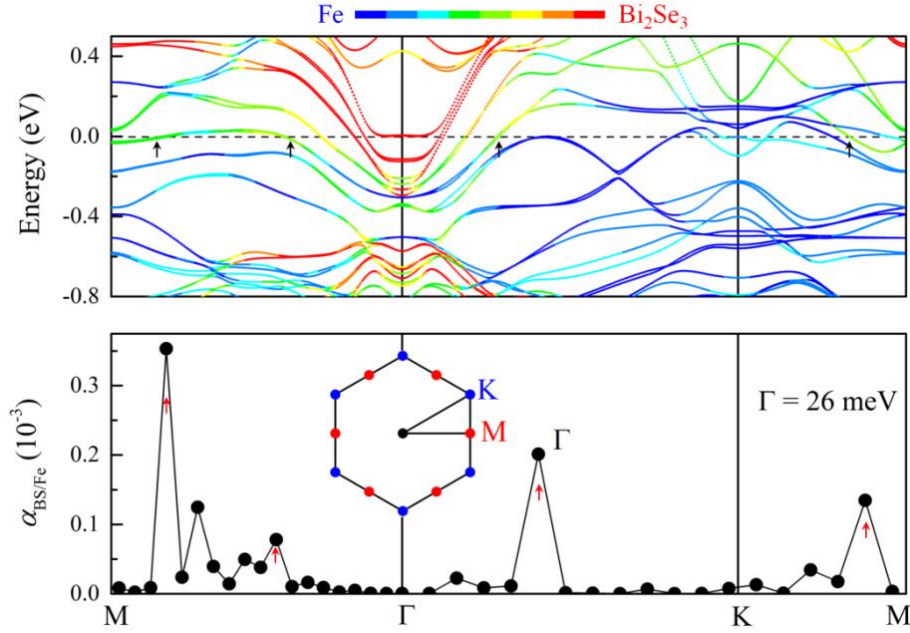 Fe Bi₂Se₃
Energy (eV)
0.4
0.0
-0.4
-0.8
α_BS/Fe (10⁻³)
0.3
0.2
0.1
0.0
K
M
Γ
Γ = 26 meV
M Γ K M